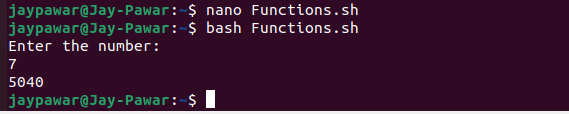 jaypawar@Jay-Pawar:~$ nano Functions.sh
jaypawar@Jay-Pawar:~$ bash Functions.sh
Enter the number:
7
5040
jaypawar@Jay-Pawar:~$